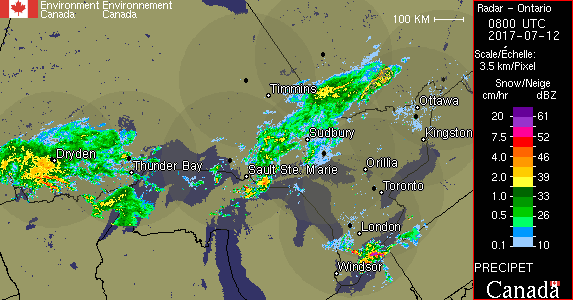 Environment Environnement
Canada Canada
100 KM
Timmins
Ottawa
Sudbury
Kingston
Dryden
Thunder Bay
Sault Ste. Marie
Orillia
Toronto
London
Windsor
Radar - Ontario
0800 UTC
2017-07-12
Scale/Échelle:
3.5 km/Pixel
Snow/Neige
cm/hr dBZ
20 61
7.5 57
5.0 52
4.0 46
2.0 39
1.0 33
0.5 26
0.1 10
PRECIPET
Canada